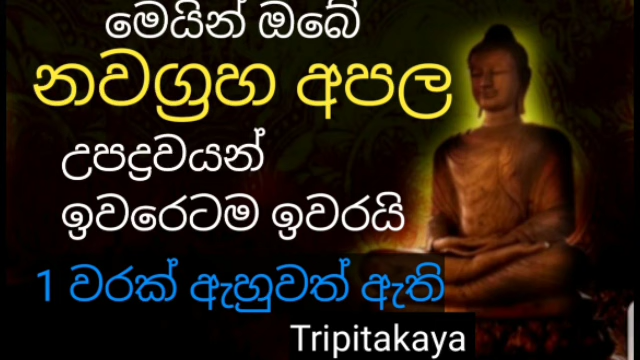 මෙයින් ඔබේ
නවග්‍රහ අපල
උපද්‍රවයන්
ඉවරෙටම ඉවරයි
1 වරක් ඇහුවත් ඇති
Tripitakaya